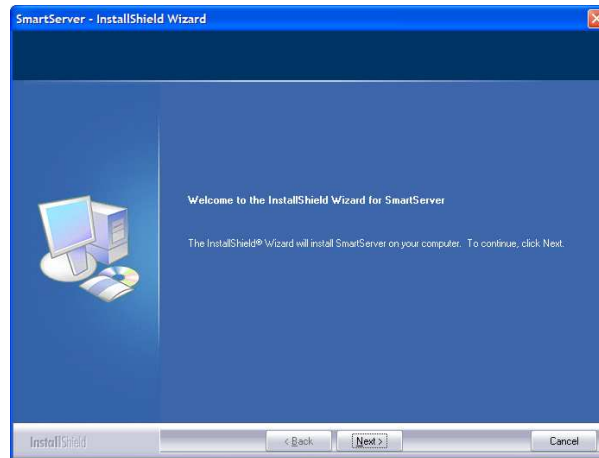 SmartServer - InstallShield Wizard
Welcome to the InstallShield Wizard for SmartServer
The InstallShield® Wizard will install SmartServer on your computer. To continue, click Next.
InstallShield
< Back
Next >
Cancel